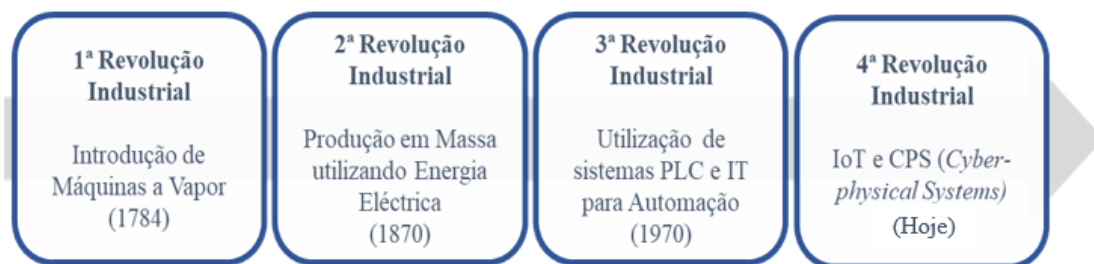 1ª Revolução
Industrial
Introdução de
Máquinas a Vapor
(1784)
2ª Revolução
Industrial
Produção em Massa
utilizando Energia
Eléctrica
(1870)
3ª Revolução
Industrial
Utilização de
sistemas PLC e IT
para Automação
(1970)
4ª Revolução
Industrial
IoT e CPS (Cyber-
physical Systems)
(Hoje)